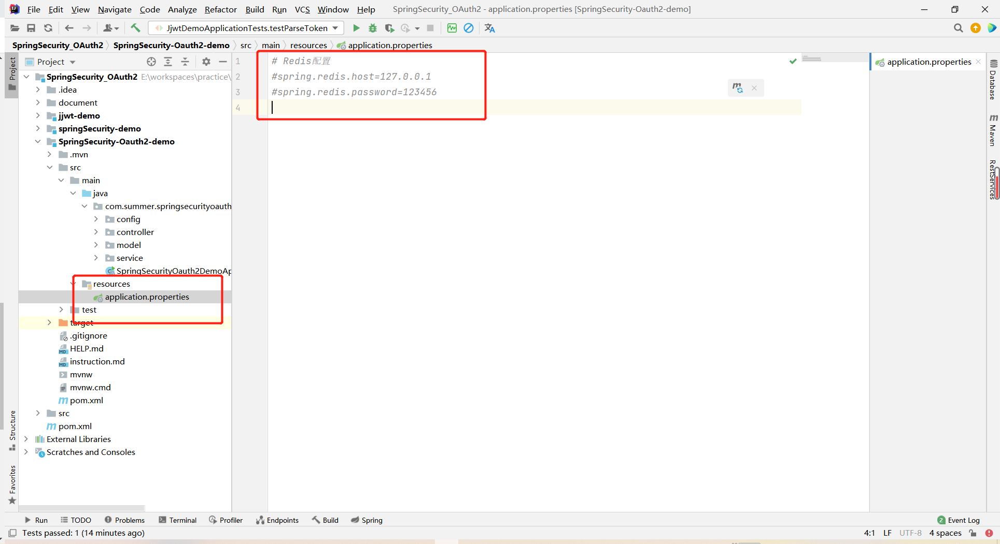 File Edit View Navigate Code Analyze Refactor Build Run VCS Window Help SpringSecurity_OAuth2 - application.properties [SpringSecurity-Oauth2-demo]
JjwtDemoApplicationTests.testParseToken
SpringSecurity_OAuth2 SpringSecurity-Oauth2-demo src main resources application.properties
Project
Project
SpringSecurity_OAuth2 E:\workspaces\practice\
.idea
document
jjwt-demo
springSecurity-demo
SpringSecurity-Oauth2-demo
.mvn
src
main
java
com.summer.springsecurityoauth
config
controller
model
service
SpringSecurityOauth2DemoAp
resources
application.properties
test
target
.gitignore
HELP.md
instruction.md
mvnw
mvnw.cmd
pom.xml
src
pom.xml
External Libraries
Scratches and Consoles
Structure
Favorites
1 # Redis配置
2 #spring.redis.host=127.0.0.1
3 #spring.redis.password=123456
4
application.properties
Database
Maven
RestServices
Run TODO Problems Terminal Profiler Endpoints Build Spring 2 Event Log
Tests passed: 1 (14 minutes ago) 4:1 LF UTF-8 4 spaces